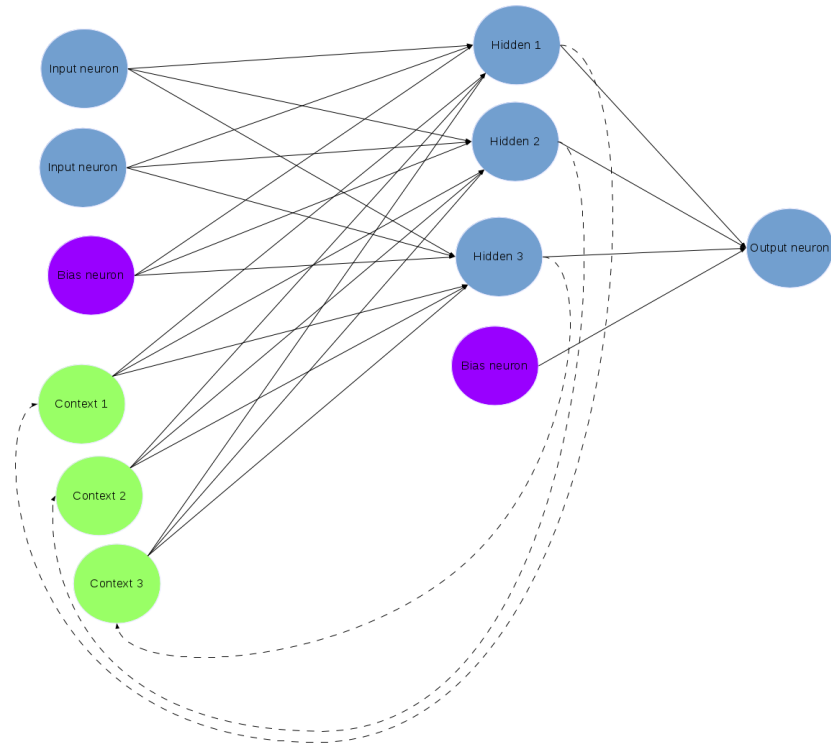 Input neuron
Input neuron
Bias neuron
Context 1
Context 2
Context 3
Hidden 1
Hidden 2
Hidden 3
Bias neuron
Output neuron